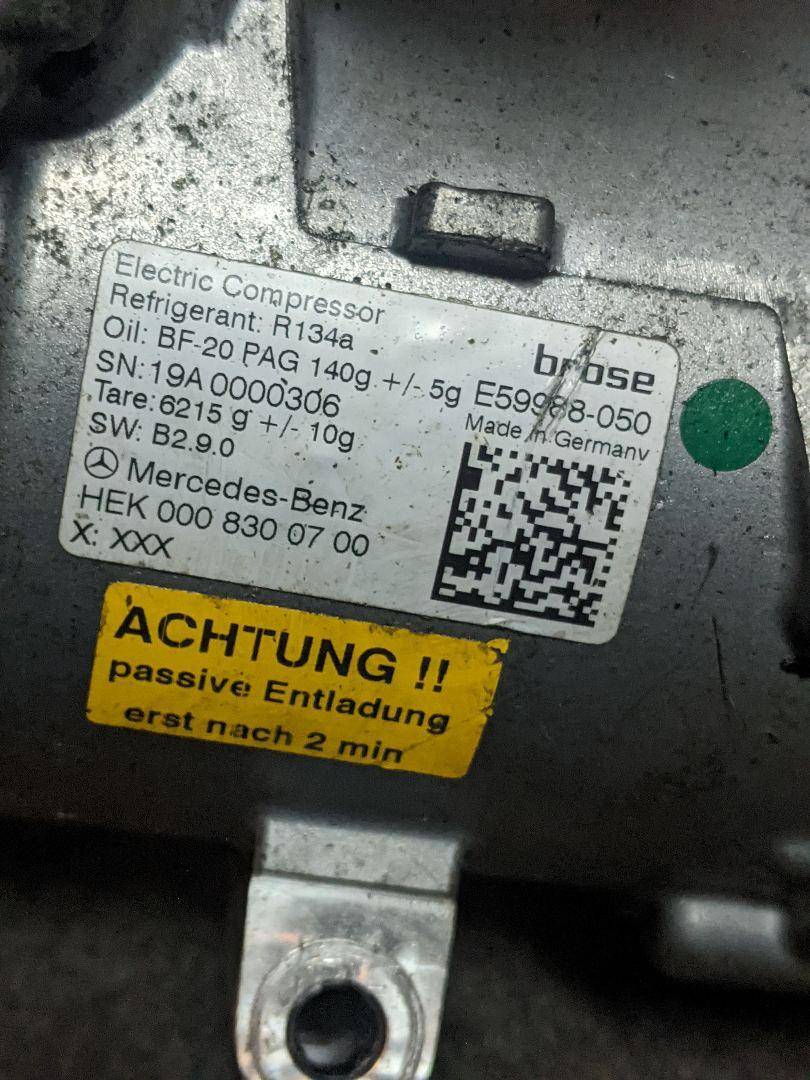 Electric Compressor
Refrigerant: R134a
Oil: BF-20 PAG 140g +/- 5g
SN: 19A 0000306
Tare: 6215 g +/- 10g
SW: B2.9.0
Mercedes-Benz
HEK 000 830 07 00
X: XXX
brose
E59988-050
Made in Germany
ACHTUNG !!
passive Entladung
erst nach 2 min